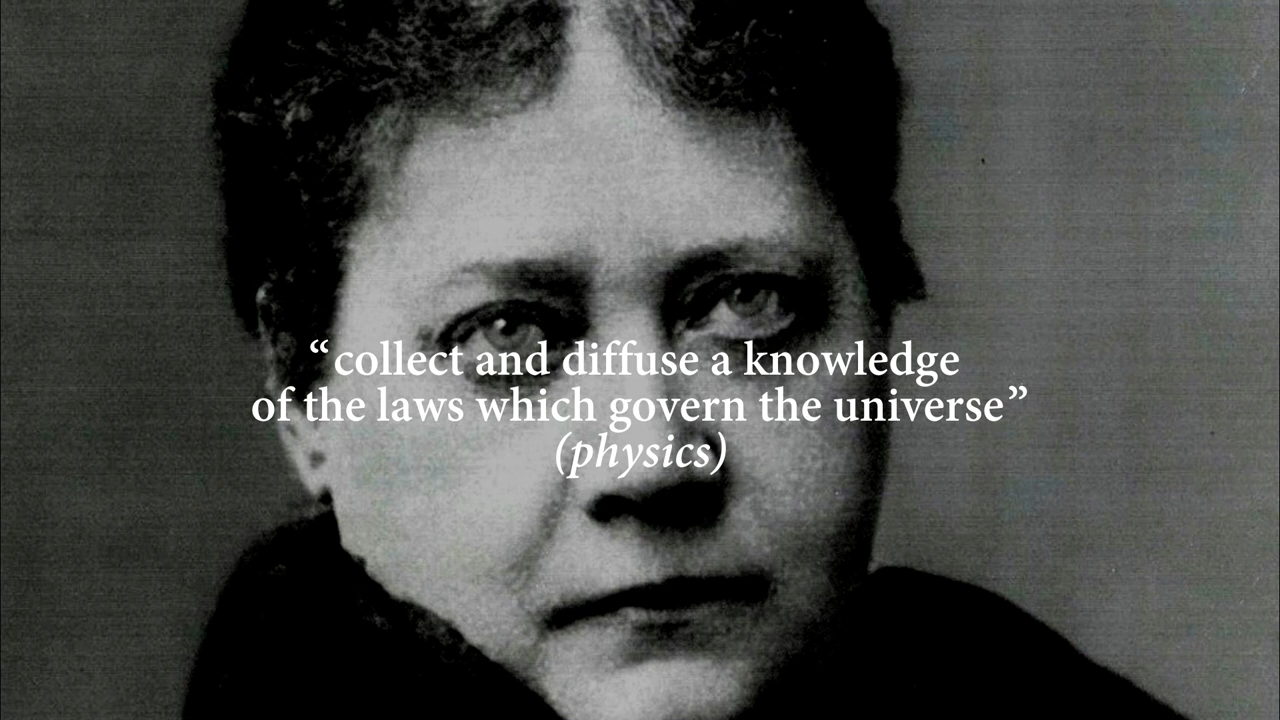 “collect and diffuse a knowledge
of the laws which govern the universe”
(physics)